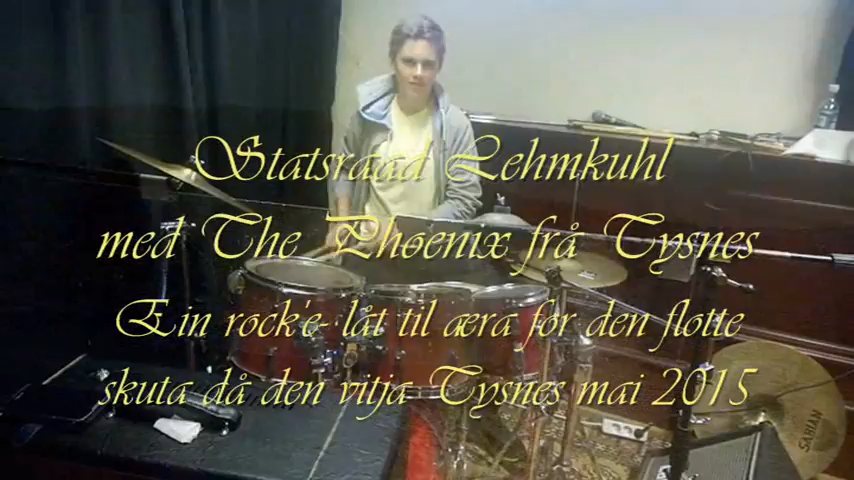 Statsraad Lehmkuhl
med The Phøenix frå Tysnes
Ein rock'e- låt til æra for den flotte
skuta då den vitja Tysnes mai 2015
SABIAN